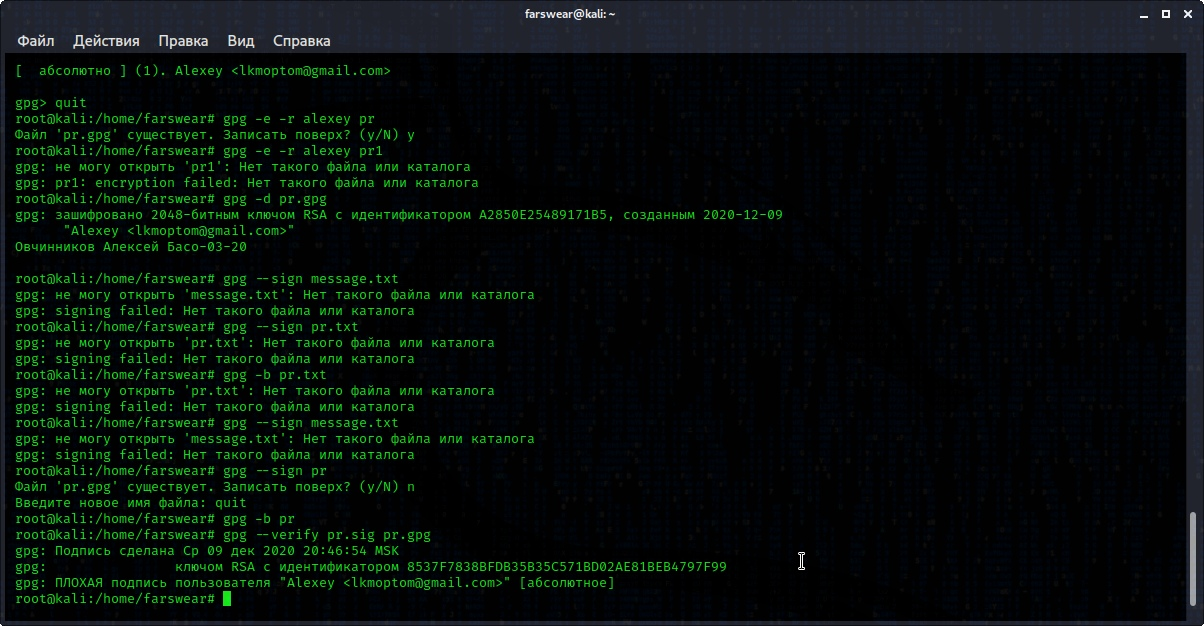 farswear@kali: ~
Файл Действия Правка Вид Справка
[ абсолютно ] (1). Alexey <lkmoptom@gmail.com>
gpg> quit
root@kali:/home/farswear# gpg -e -r alexey pr
Файл 'pr.gpg' существует. Записать поверх? (y/N) y
root@kali:/home/farswear# gpg -e -r alexey pr1
gpg: не могу открыть 'pr1': Нет такого файла или каталога
gpg: pr1: encryption failed: Нет такого файла или каталога
root@kali:/home/farswear# gpg -d pr.gpg
gpg: зашифровано 2048-битным ключом RSA с идентификатором A2850E25489171B5, созданным 2020-12-09
"Alexey <lkmoptom@gmail.com>"
Овчинников Алексей Басо-03-20
root@kali:/home/farswear# gpg --sign message.txt
gpg: не могу открыть 'message.txt': Нет такого файла или каталога
gpg: signing failed: Нет такого файла или каталога
root@kali:/home/farswear# gpg --sign pr.txt
gpg: не могу открыть 'pr.txt': Нет такого файла или каталога
gpg: signing failed: Нет такого файла или каталога
root@kali:/home/farswear# gpg -b pr.txt
gpg: не могу открыть 'pr.txt': Нет такого файла или каталога
gpg: signing failed: Нет такого файла или каталога
root@kali:/home/farswear# gpg --sign message.txt
gpg: не могу открыть 'message.txt': Нет такого файла или каталога
gpg: signing failed: Нет такого файла или каталога
root@kali:/home/farswear# gpg --sign pr
Файл 'pr.gpg' существует. Записать поверх? (y/N) n
Введите новое имя файла: quit
root@kali:/home/farswear# gpg -b pr
root@kali:/home/farswear# gpg --verify pr.sig pr.gpg
gpg: Подпись сделана Ср 09 дек 2020 20:46:54 MSK
gpg: ключом RSA с идентификатором 8537F7838BFDB35B35C571BD02AE81BEB4797F99
gpg: ПЛОХАЯ подпись пользователя "Alexey <lkmoptom@gmail.com>" [абсолютное]
root@kali:/home/farswear#